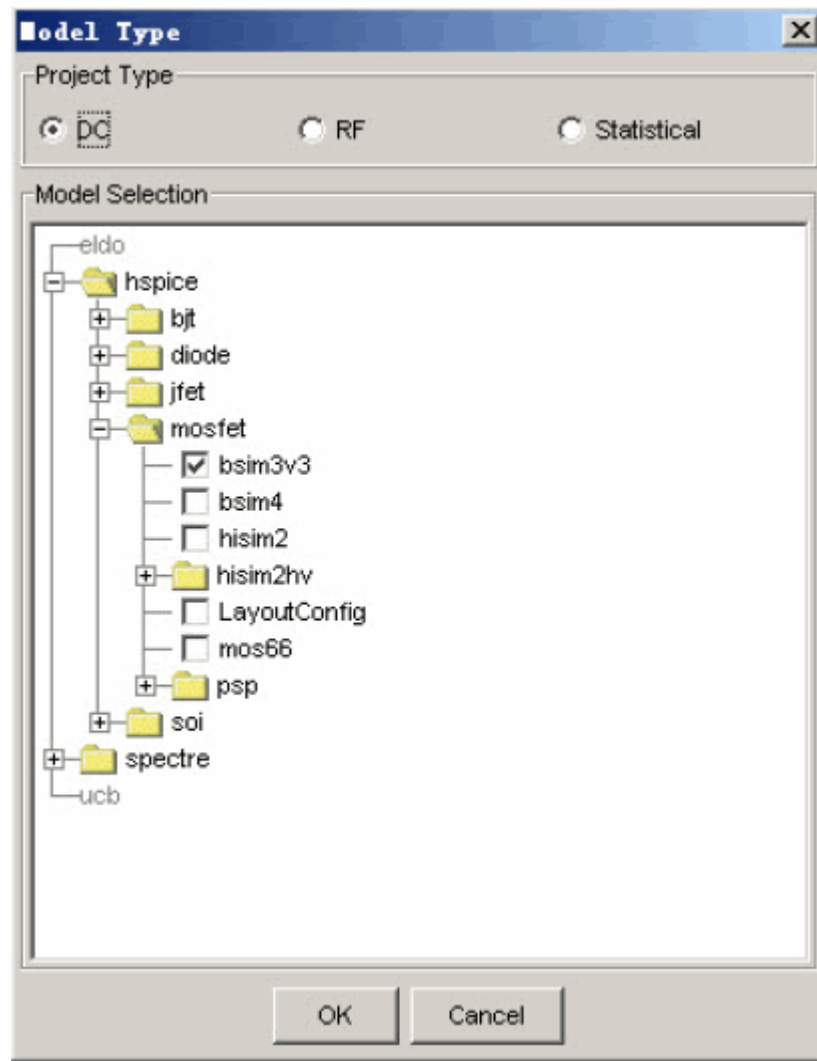 odel Type
Project Type
DC RF Statistical
Model Selection
eldo
hspice
bjt
diode
jfet
mosfet
bsim3v3
bsim4
hisim2
hisim2hv
LayoutConfig
mos66
psp
soi
spectre
ucb
OK Cancel